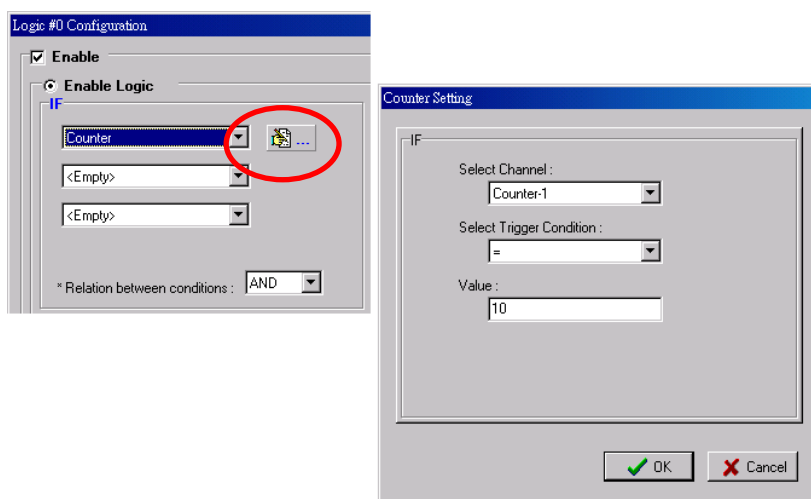 Logic #0 Configuration
Enable
Enable Logic
IF
Counter
...
<Empty>
<Empty>
* Relation between conditions : AND
Counter Setting
IF
Select Channel :
Counter-1
Select Trigger Condition :
=
Value :
10
OK
Cancel